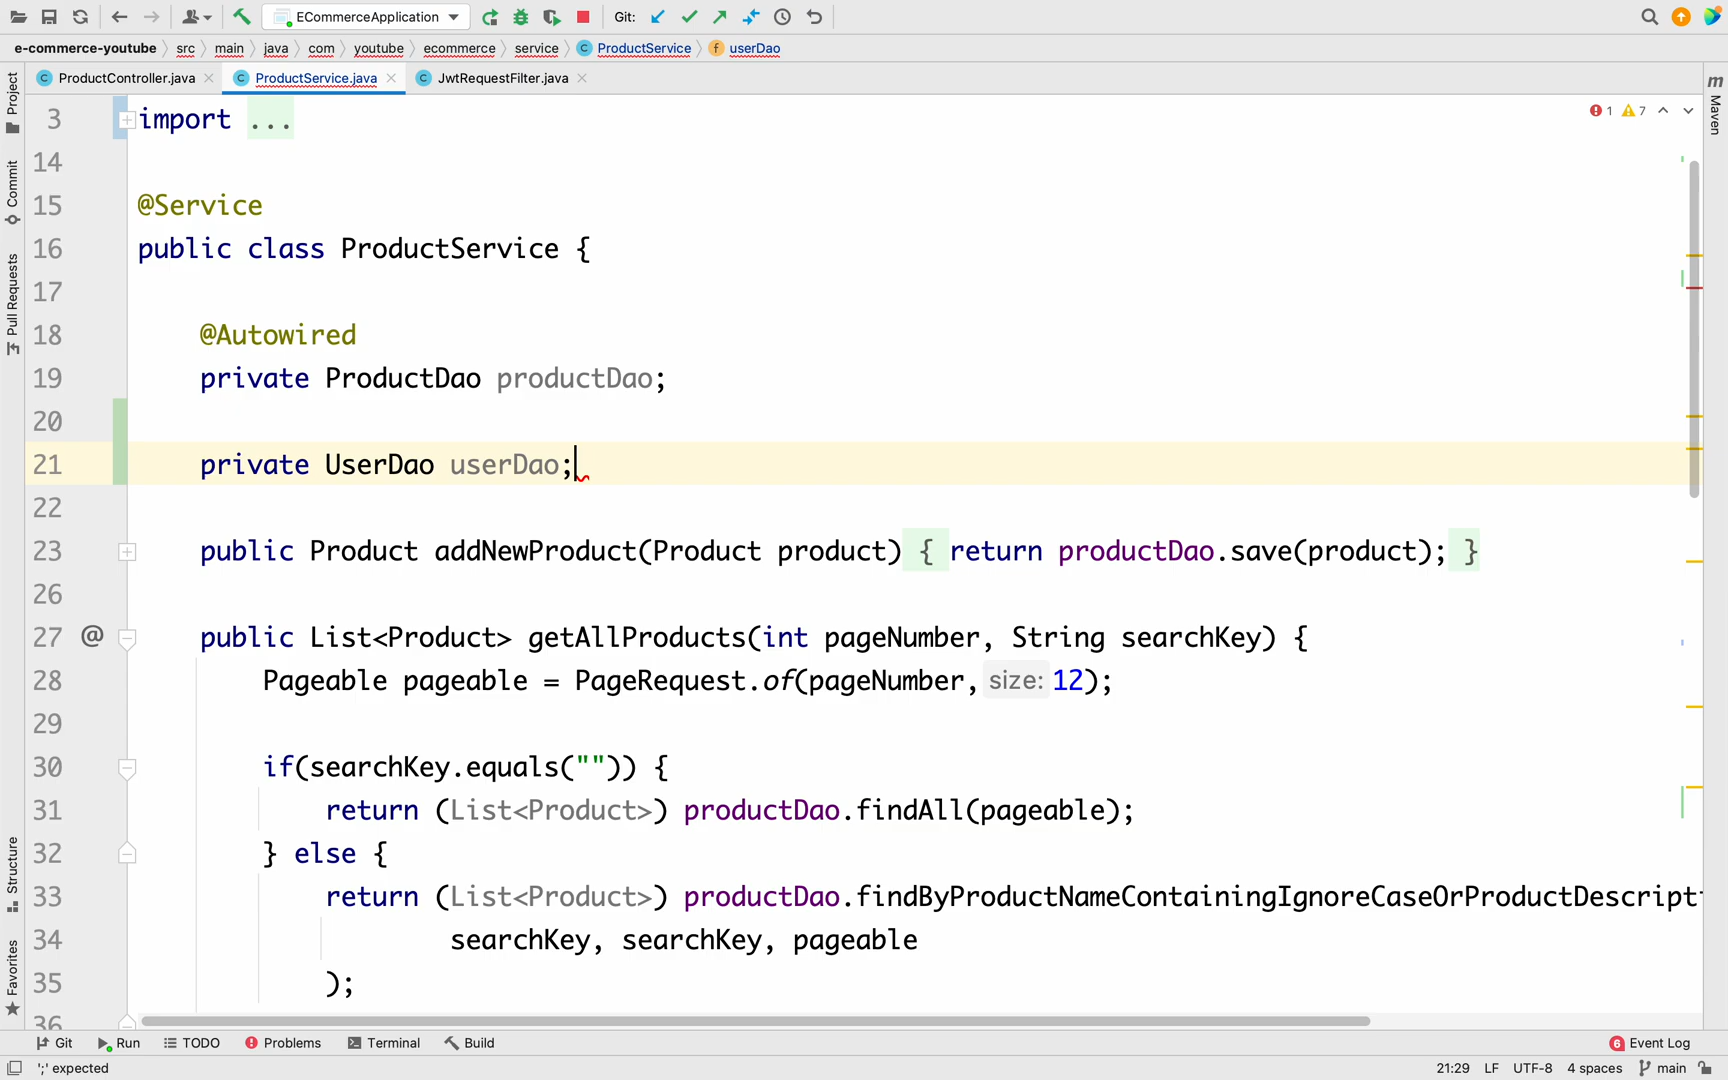 ECommerceApplication Git:
e-commerce-youtube src main java com youtube ecommerce service ProductService userDao
ProductController.java ProductService.java JwtRequestFilter.java
Project
Commit
Pull Requests
Structure
Favorites
m
Maven
1 7
3 import ...
14
15 @Service
16 public class ProductService {
17
18 @Autowired
19 private ProductDao productDao;
20
21 private UserDao userDao;
22
23 public Product addNewProduct(Product product) { return productDao.save(product); }
26
27 @ public List<Product> getAllProducts(int pageNumber, String searchKey) {
28 Pageable pageable = PageRequest.of(pageNumber, size: 12);
29
30 if(searchKey.equals("")) {
31 return (List<Product>) productDao.findAll(pageable);
32 } else {
33 return (List<Product>) productDao.findByProductNameContainingIgnoreCaseOrProductDescripti
34 searchKey, searchKey, pageable
35 );
36
Git Run TODO Problems Terminal Build 6 Event Log
';' expected 21:29 LF UTF-8 4 spaces main